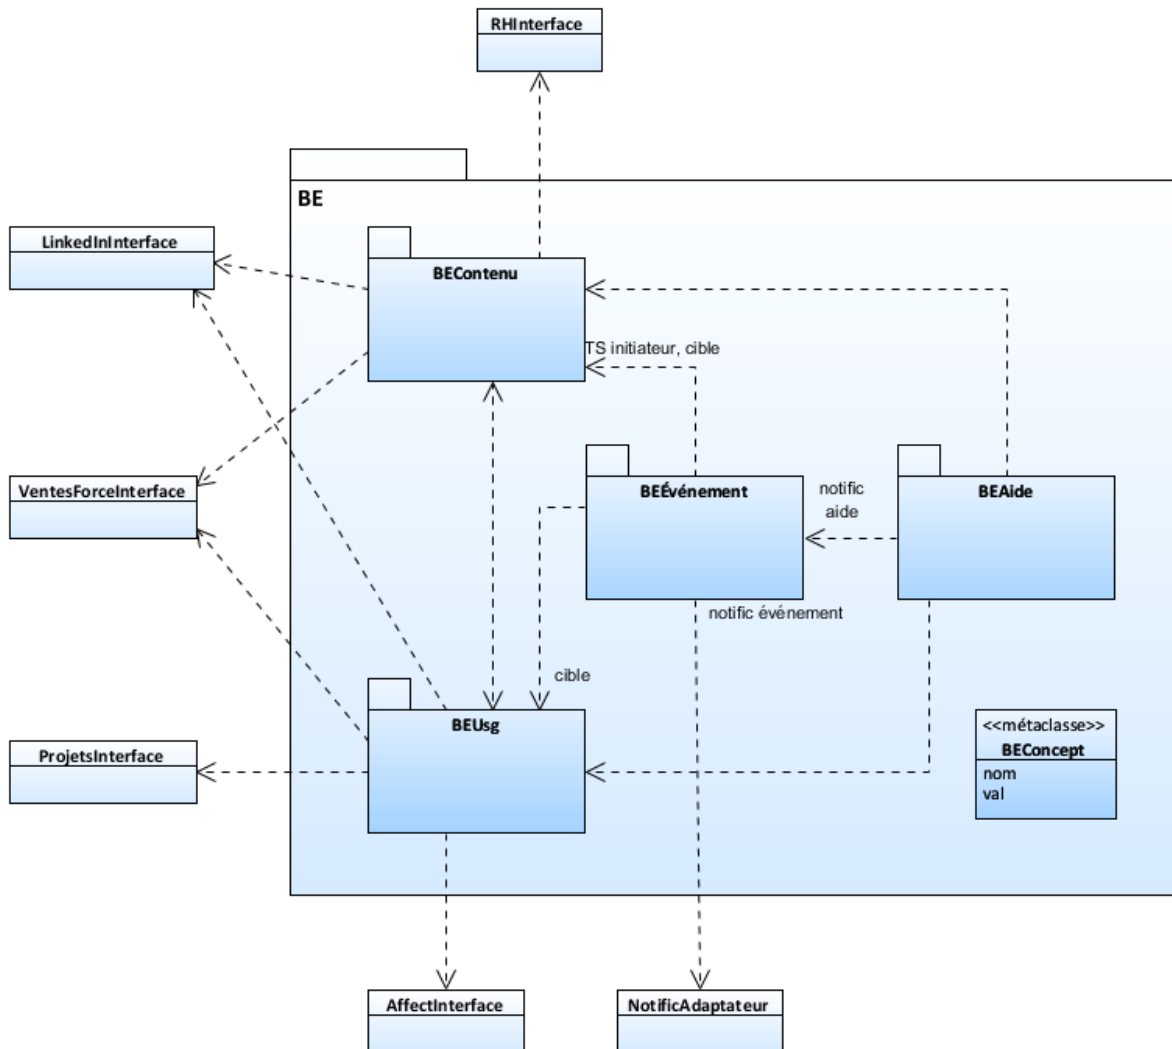 RHInterface
BE
LinkedInInterface
BEContenu
TS initiateur, cible
VentesForceInterface
BEÉvénement
notific
aide
BEAide
notific événement
cible
BEUsg
<<métaclasse>>
BEConcept
nom
val
ProjetsInterface
AffectInterface
NotificAdaptateur